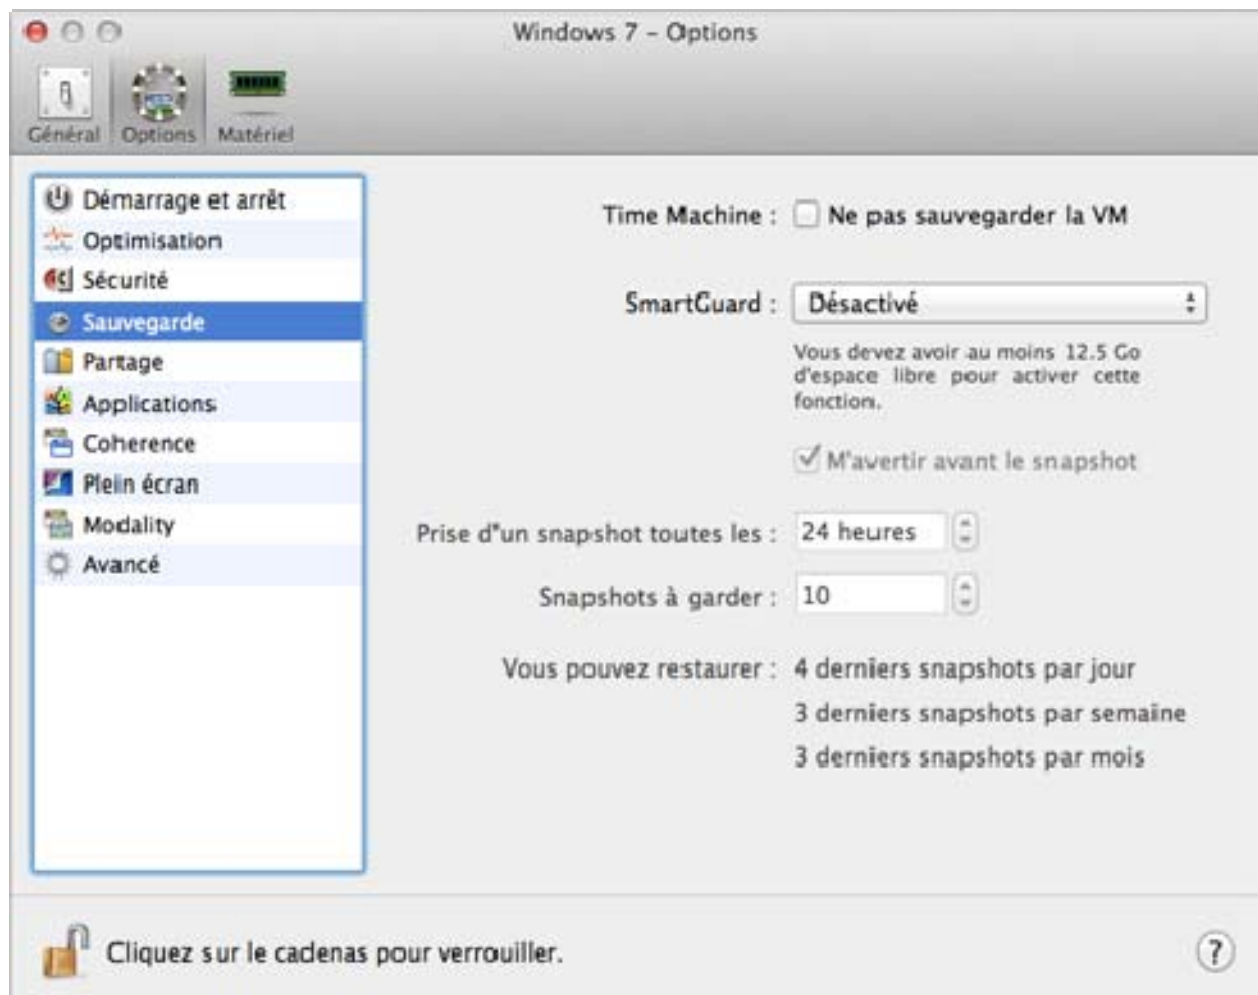 Windows 7 - Options
Général Options Matériel
Démarrage et arrêt
Optimisation
Sécurité
Sauvegarde
Partage
Applications
Coherence
Plein écran
Modality
Avancé
Time Machine : Ne pas sauvegarder la VM
SmartGuard : Désactivé
Vous devez avoir au moins 12.5 Go
d'espace libre pour activer cette
fonction.
M'avertir avant le snapshot
Prise d'un snapshot toutes les : 24 heures
Snapshots à garder : 10
Vous pouvez restaurer : 4 derniers snapshots par jour
3 derniers snapshots par semaine
3 derniers snapshots par mois
Cliquez sur le cadenas pour verrouiller.
?